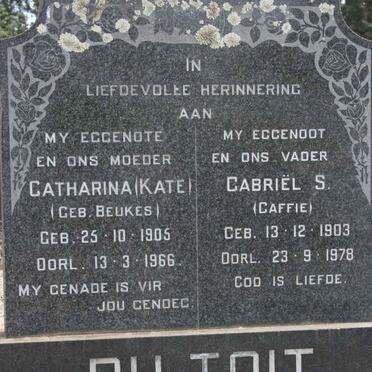 IN
LIEFDEVOLLE HERINNERING
AAN
MY EGGENOTE
EN ONS MOEDER
CATHARINA (KATE)
(GEB. BEUKES)
GEB. 25·10·1905
OORL. 13·3·1966.
MY GENADE IS VIR
JOU GENOEG.
MY EGGENOOT
EN ONS VADER
GABRIËL S.
(GAFFIE)
GEB. 13·12·1903
OORL. 23·9·1978
GOD IS LIEFDE.
DU TOIT